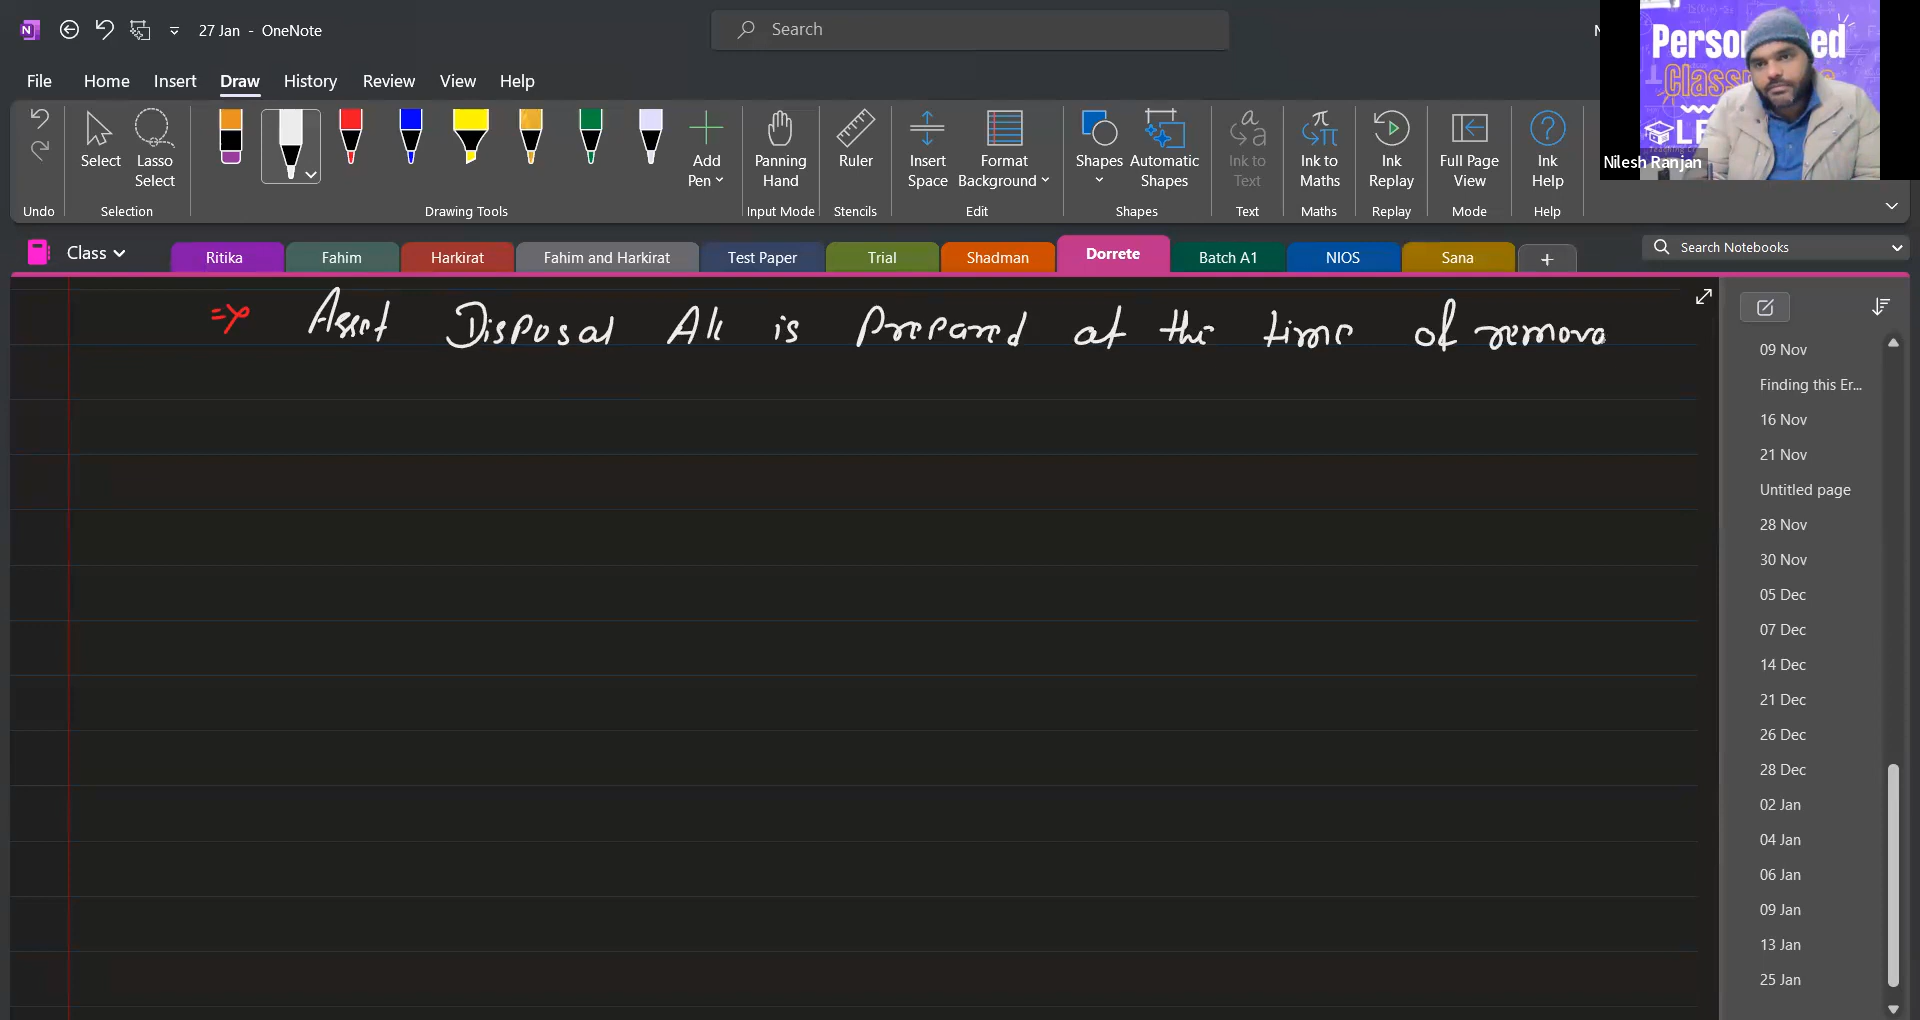 27 Jan - OneNote
Search
File Home Insert Draw History Review View Help
Undo
Select
Lasso Select
Selection
Drawing Tools
Add Pen
Panning Hand
Input Mode
Ruler
Stencils
Insert Space
Format Background
Edit
Shapes
Automatic Shapes
Shapes
Ink to Text
Text
Ink to Maths
Maths
Ink Replay
Replay
Full Page View
Mode
Ink Help
Help
Nilesh Ranjan
Class
Ritika Fahim Harkirat Fahim and Harkirat Test Paper Trial Shadman Dorrete Batch A1 NIOS Sana +
Search Notebooks
=> Asset Disposal A/c is Prepared at the time of remova
09 Nov
Finding this Er...
16 Nov
21 Nov
Untitled page
28 Nov
30 Nov
05 Dec
07 Dec
14 Dec
21 Dec
26 Dec
28 Dec
02 Jan
04 Jan
06 Jan
09 Jan
13 Jan
25 Jan